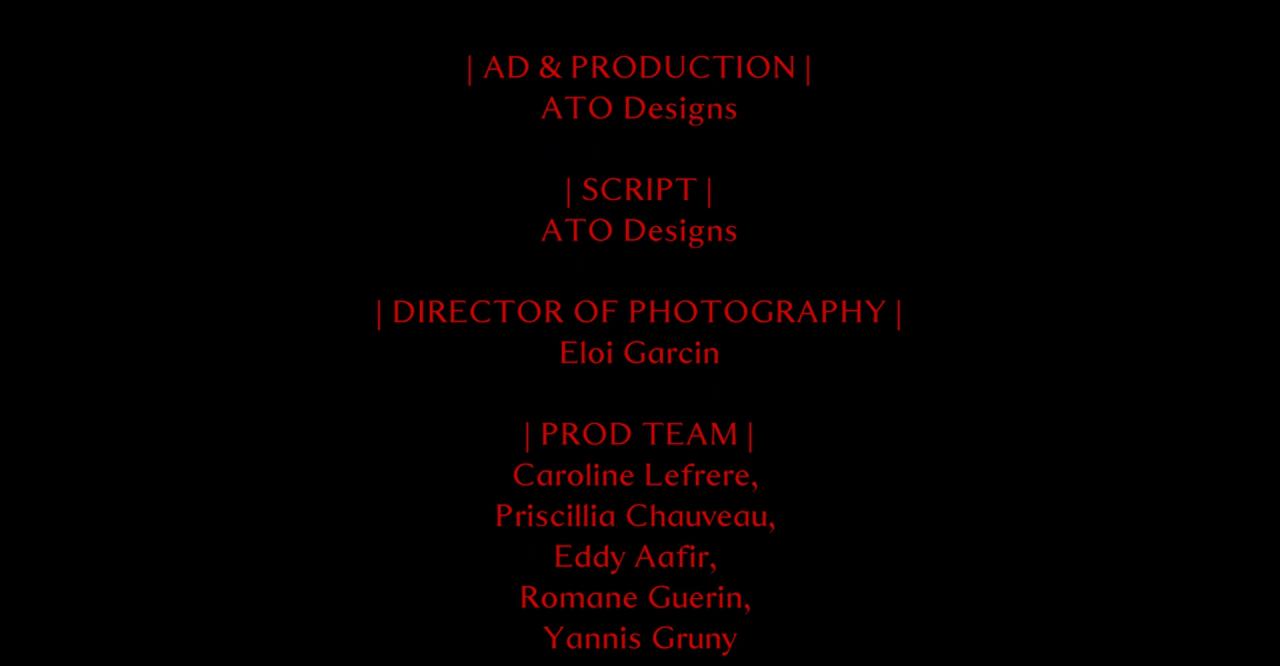 | AD & PRODUCTION |
ATO Designs
| SCRIPT |
ATO Designs
| DIRECTOR OF PHOTOGRAPHY |
Eloi Garcin
| PROD TEAM |
Caroline Lefrere,
Priscillia Chauveau,
Eddy Aafir,
Romane Guerin,
Yannis Gruny